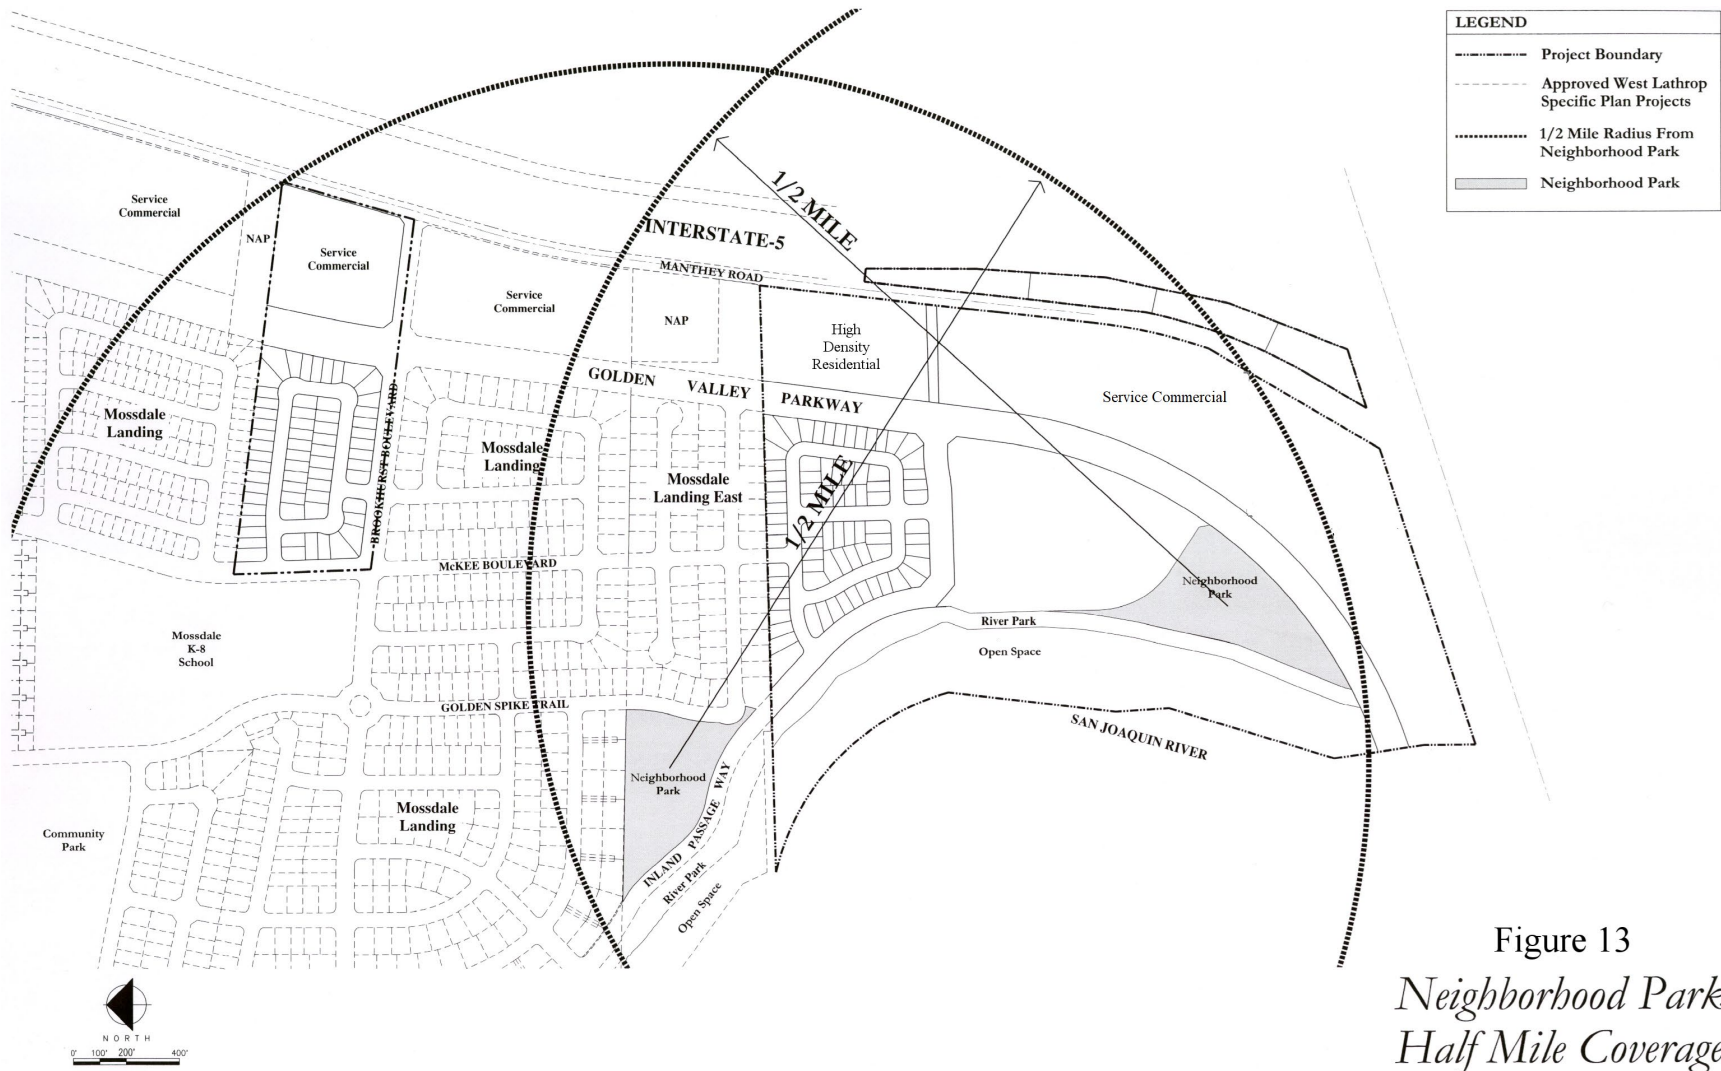 LEGEND
Project Boundary
Approved West Lathrop
Specific Plan Projects
1/2 Mile Radius From
Neighborhood Park
Neighborhood Park
Service
Commercial
NAP
Service
Commercial
1/2 MILE
INTERSTATE-5
MANTHEY ROAD
Service
Commercial
NAP
High
Density
Residential
Service Commercial
GOLDEN VALLEY PARKWAY
Mossdale
Landing
BROOKHURST BOULEVARD
Mossdale
Landing
Mossdale
Landing East
1/2 MILE
McKEE BOULEVARD
Neighborhood
Park
River Park
Open Space
Mossdale
K-8
School
GOLDEN SPIKE TRAIL
SAN JOAQUIN RIVER
Neighborhood
Park
INLAND PASSAGE WAY
River Park
Open Space
Mossdale
Landing
Community
Park
NORTH
0' 100' 200' 400'
Figure 13
Neighborhood Park
Half Mile Coverage